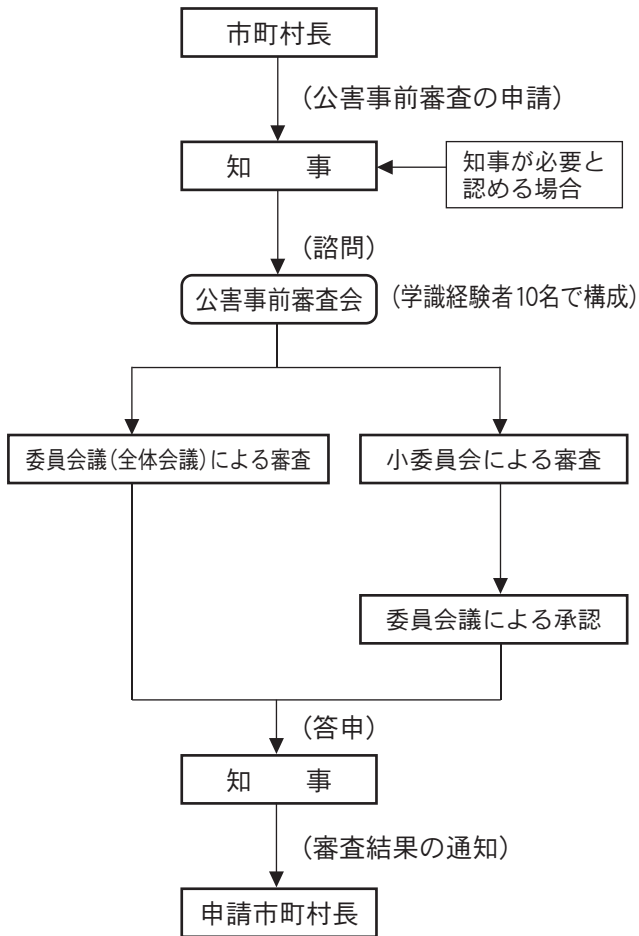 市町村長
(公害事前審査の申請)
知　　事
知事が必要と
認める場合
(諮問)
公害事前審査会
(学識経験者10名で構成)
委員会議(全体会議)による審査
小委員会による審査
委員会議による承認
(答申)
知　　事
(審査結果の通知)
申請市町村長